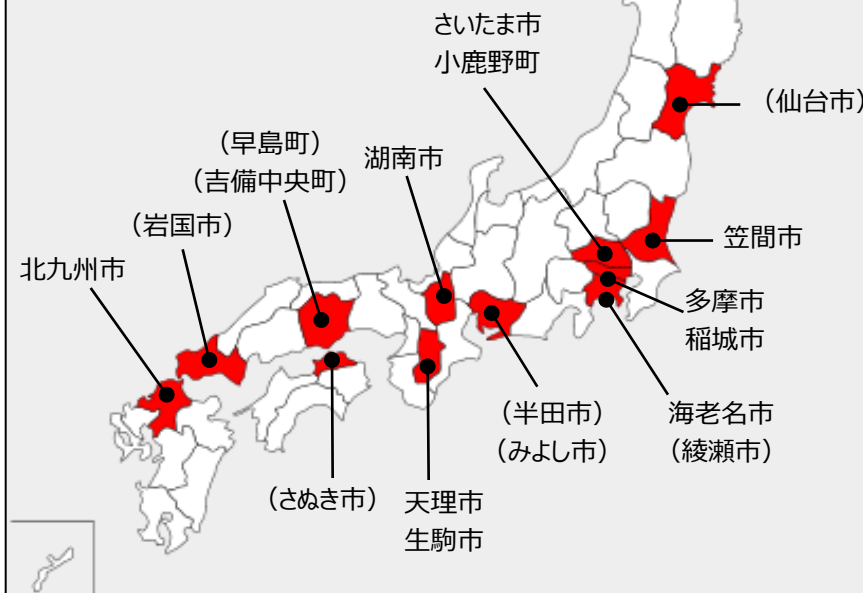 さいたま市
小鹿野町
（仙台市）
（早島町）
（吉備中央町）
湖南市
（岩国市）
北九州市
笠間市
多摩市
稲城市
（半田市）
（みよし市）
海老名市
（綾瀬市）
（さぬき市）
天理市
生駒市